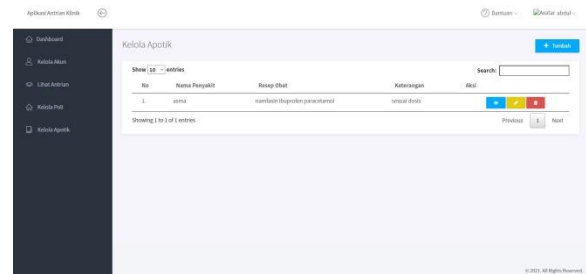 Aplikasi Antrian Klinik
Bantuan
Avatar abdul
Dashboard
Kelola Akun
Lihat Antrian
Kelola Poli
Kelola Apotik
Kelola Apotik
+ Tambah
Show 10 entries
Search:
No Nama Penyakit Resep Obat Keterangan Aksi
1 asma ibuprofen paracetamol sesuai dosis
Showing 1 to 1 of 1 entries
Previous 1 Next
© 2021. All Rights Reserved.